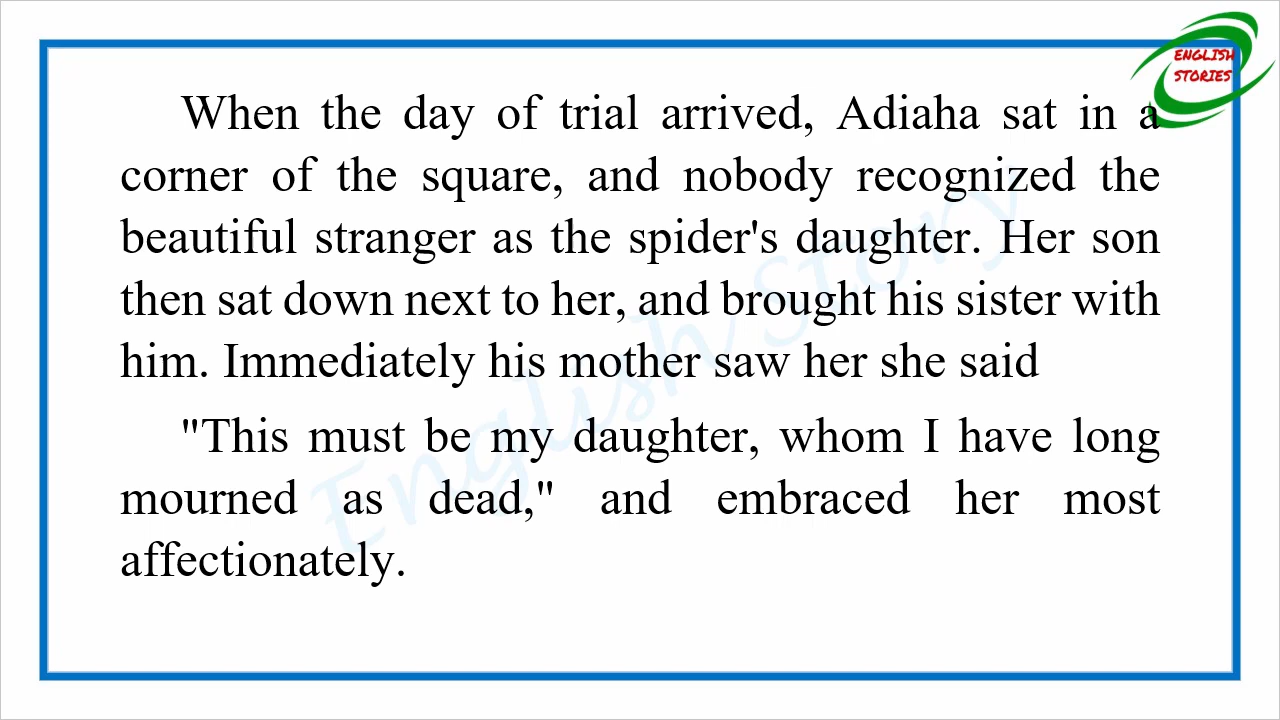 ENGLISH
STORIES
When the day of trial arrived, Adiaha sat in a
corner of the square, and nobody recognized the
beautiful stranger as the spider's daughter. Her son
then sat down next to her, and brought his sister with
him. Immediately his mother saw her she said
"This must be my daughter, whom I have long
mourned as dead," and embraced her most
affectionately.
English Story